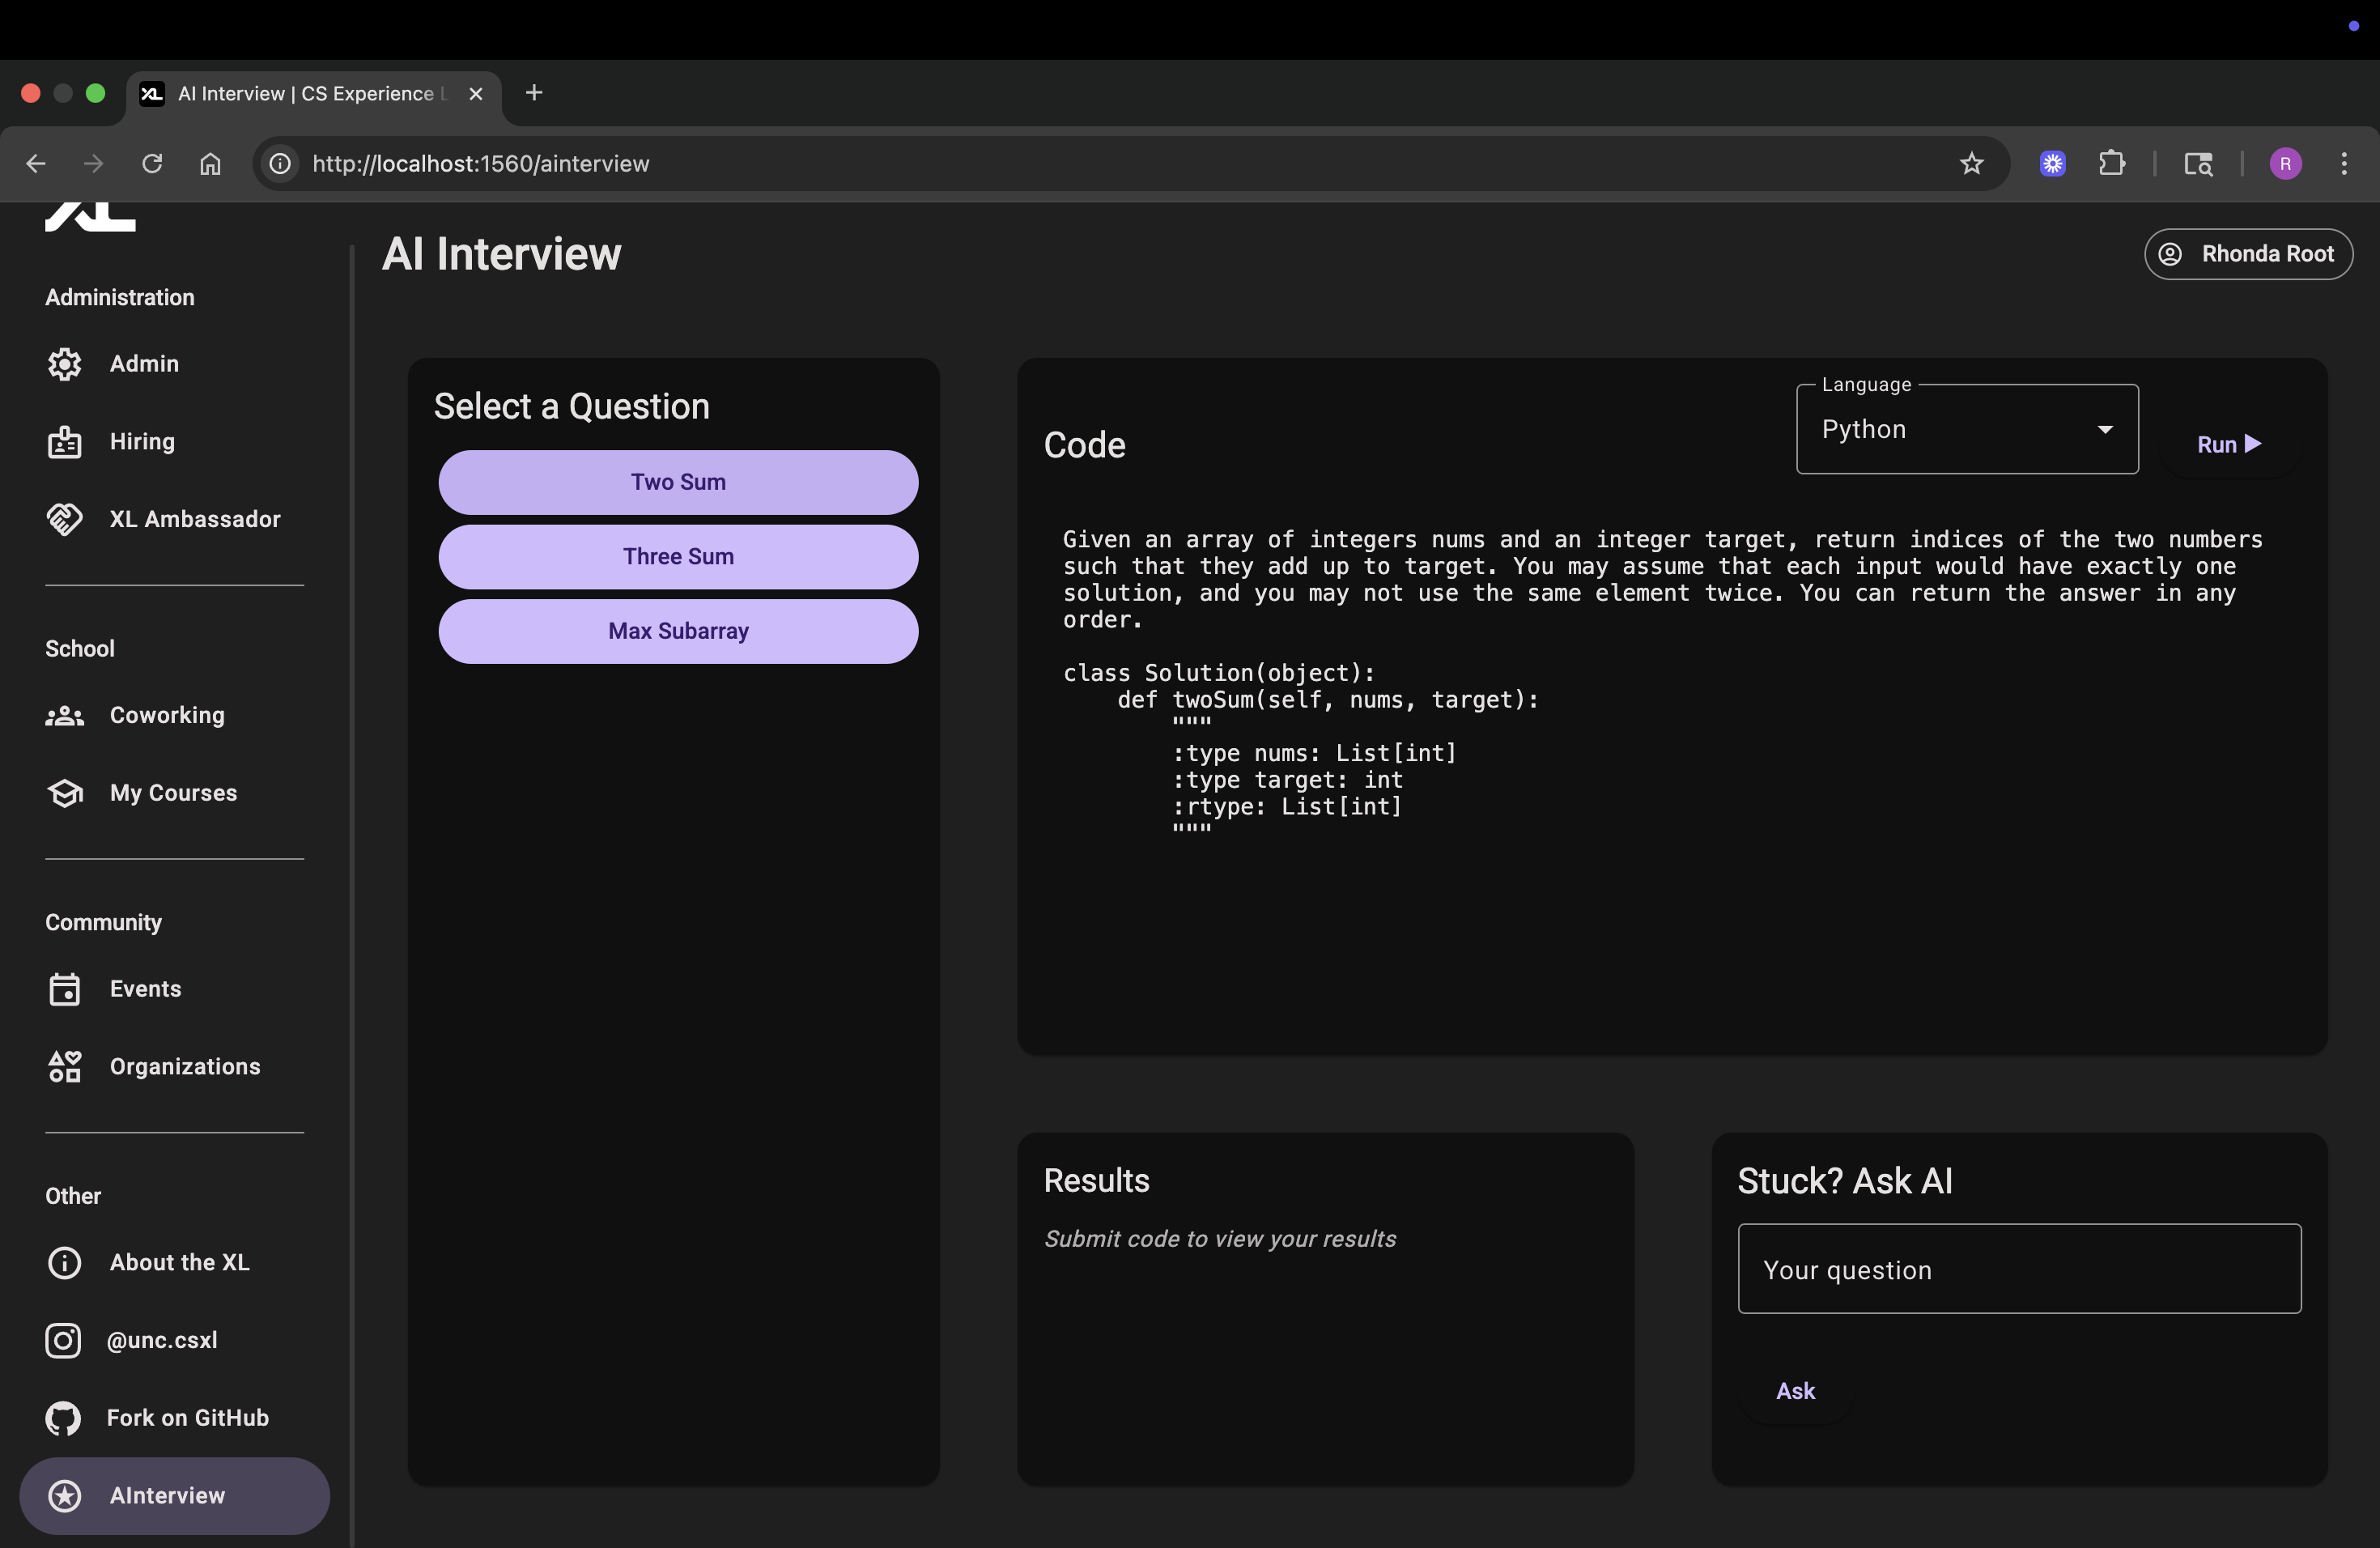 AI Interview | CS Experience L
http://localhost:1560/ainterview
R
XL
AI Interview
Rhonda Root
Administration
Admin
Hiring
XL Ambassador
School
Coworking
My Courses
Community
Events
Organizations
Other
About the XL
@unc.csxl
Fork on GitHub
AInterview
Select a Question
Two Sum
Three Sum
Max Subarray
Code
Language
Python
Run
Given an array of integers nums and an integer target, return indices of the two numbers
such that they add up to target. You may assume that each input would have exactly one
solution, and you may not use the same element twice. You can return the answer in any
order.
class Solution(object):
    def twoSum(self, nums, target):
        """
        :type nums: List[int]
        :type target: int
        :rtype: List[int]
        """
Results
Submit code to view your results
Stuck? Ask AI
Your question
Ask